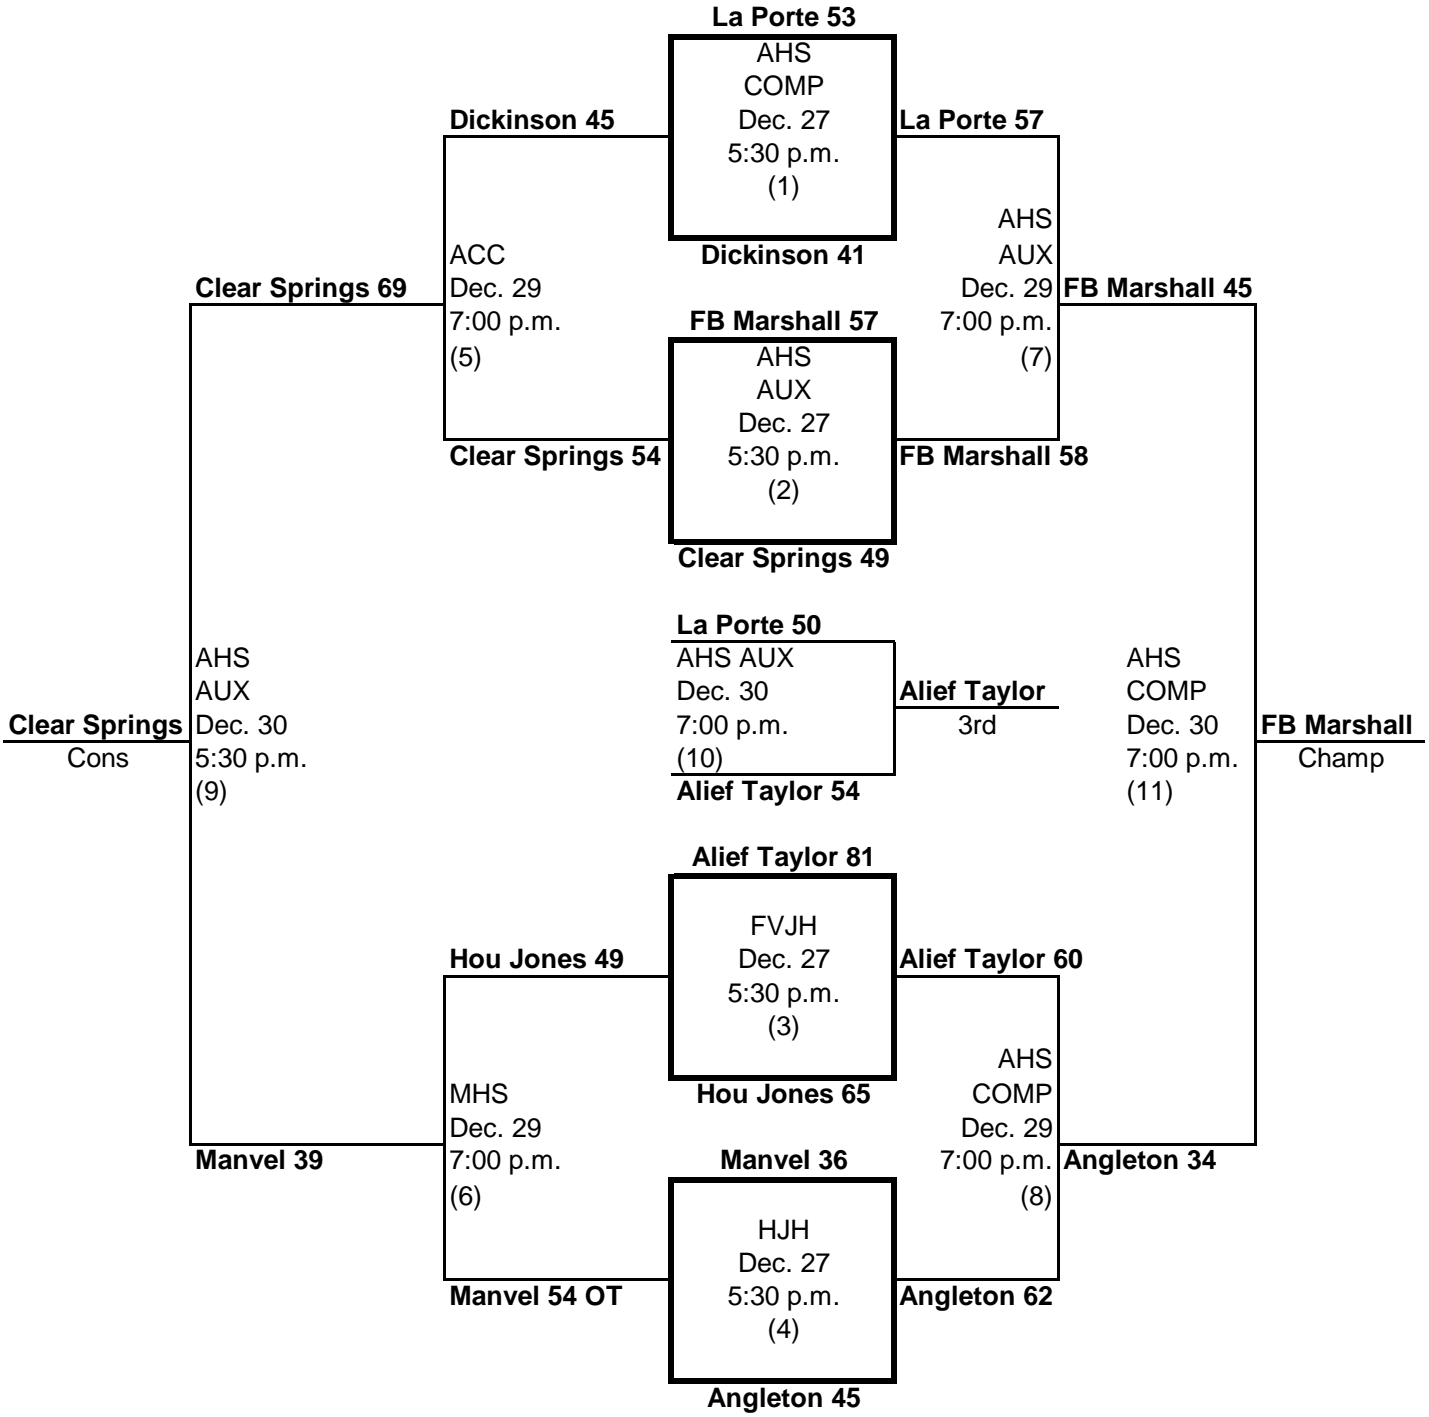 La Porte 53
AHS
COMP
Dec. 27
5:30 p.m.
(1)
Dickinson 41
Dickinson 45
La Porte 57
ACC
Dec. 29
7:00 p.m.
(5)
AHS
AUX
Dec. 29
7:00 p.m.
(7)
Clear Springs 69
FB Marshall 45
FB Marshall 57
AHS
AUX
Dec. 27
5:30 p.m.
(2)
Clear Springs 49
Clear Springs 54
FB Marshall 58
La Porte 50
AHS AUX
Dec. 30
7:00 p.m.
(10)
Alief Taylor 54
Alief Taylor
3rd
AHS
AUX
Dec. 30
5:30 p.m.
(9)
Clear Springs
Cons
AHS
COMP
Dec. 30
7:00 p.m.
(11)
FB Marshall
Champ
Alief Taylor 81
FVJH
Dec. 27
5:30 p.m.
(3)
Hou Jones 65
Hou Jones 49
Alief Taylor 60
MHS
Dec. 29
7:00 p.m.
(6)
AHS
COMP
Dec. 29
7:00 p.m.
(8)
Manvel 39
Angleton 34
Manvel 36
HJH
Dec. 27
5:30 p.m.
(4)
Angleton 45
Manvel 54 OT
Angleton 62